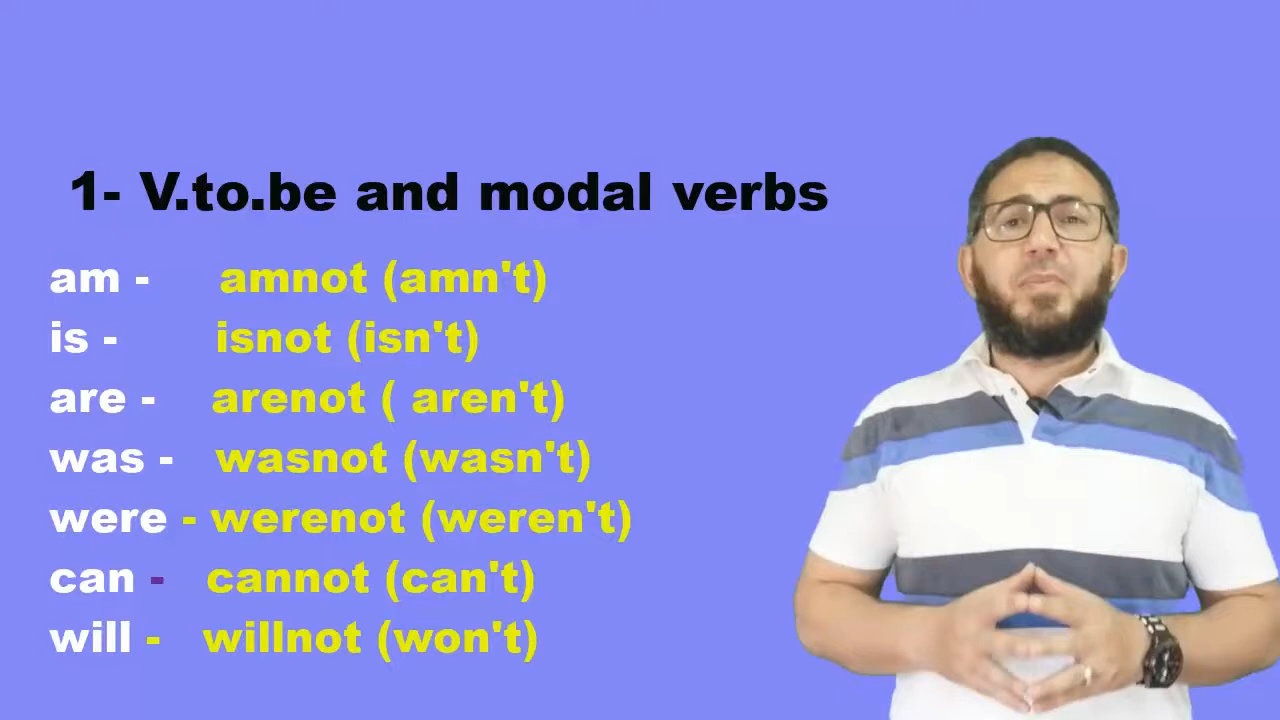 1- V.to.be and modal verbs
am - amnot (amn't)
is - isnot (isn't)
are - arenot ( aren't)
was - wasnot (wasn't)
were - werenot (weren't)
can - cannot (can't)
will - willnot (won't)